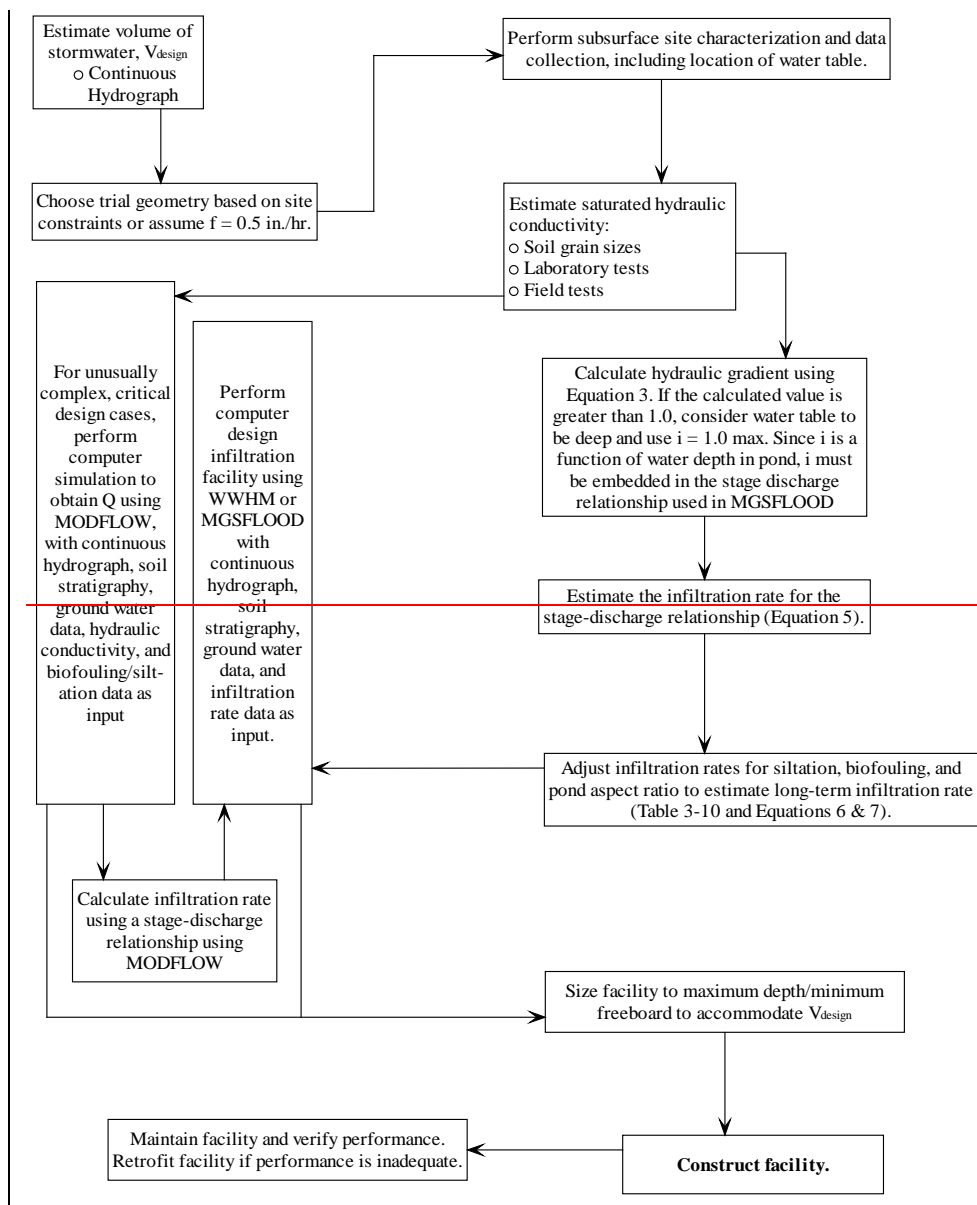 Estimate volume of
stormwater, Vdesign
○ Continuous
Hydrograph
Perform subsurface site characterization and data
collection, including location of water table.
Choose trial geometry based on site
constraints or assume f = 0.5 in./hr.
Estimate saturated hydraulic
conductivity:
○ Soil grain sizes
○ Laboratory tests
○ Field tests
For unusually
complex, critical
design cases,
perform
computer
simulation to
obtain Q using
MODFLOW,
with continuous
hydrograph, soil
stratigraphy,
ground water
data, hydraulic
conductivity, and
biofouling/silt-
ation data as
input
Perform
computer
design
infiltration
facility using
WWHM or
MGSFLOOD
with
continuous
hydrograph,
soil
stratigraphy,
ground water
data, and
infiltration
rate data as
input.
Calculate hydraulic gradient using
Equation 3. If the calculated value is
greater than 1.0, consider water table to
be deep and use i = 1.0 max. Since i is a
function of water depth in pond, i must
be embedded in the stage discharge
relationship used in MGSFLOOD
Estimate the infiltration rate for the
stage-discharge relationship (Equation 5).
Adjust infiltration rates for siltation, biofouling, and
pond aspect ratio to estimate long-term infiltration rate
(Table 3-10 and Equations 6 & 7).
Calculate infiltration rate
using a stage-discharge
relationship using
MODFLOW
Size facility to maximum depth/minimum
freeboard to accommodate Vdesign
Maintain facility and verify performance.
Retrofit facility if performance is inadequate.
Construct facility.